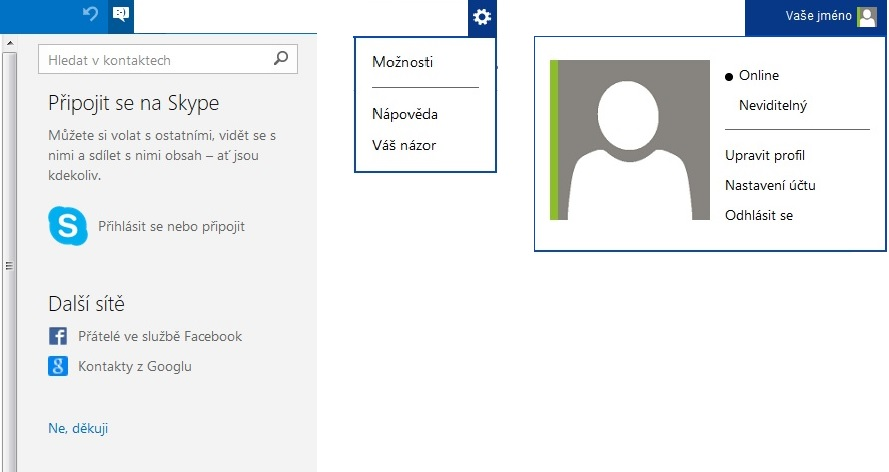 Hledat v kontaktech
Připojit se na Skype
Můžete si volat s ostatními, vidět se s
nimi a sdílet s nimi obsah – ať jsou
kdekoliv.
Přihlásit se nebo připojit
Další sítě
Přátelé ve službě Facebook
Kontakty z Googlu
Ne, děkuji
Možnosti
Nápověda
Váš názor
Vaše jméno
Online
Neviditelný
Upravit profil
Nastavení účtu
Odhlásit se